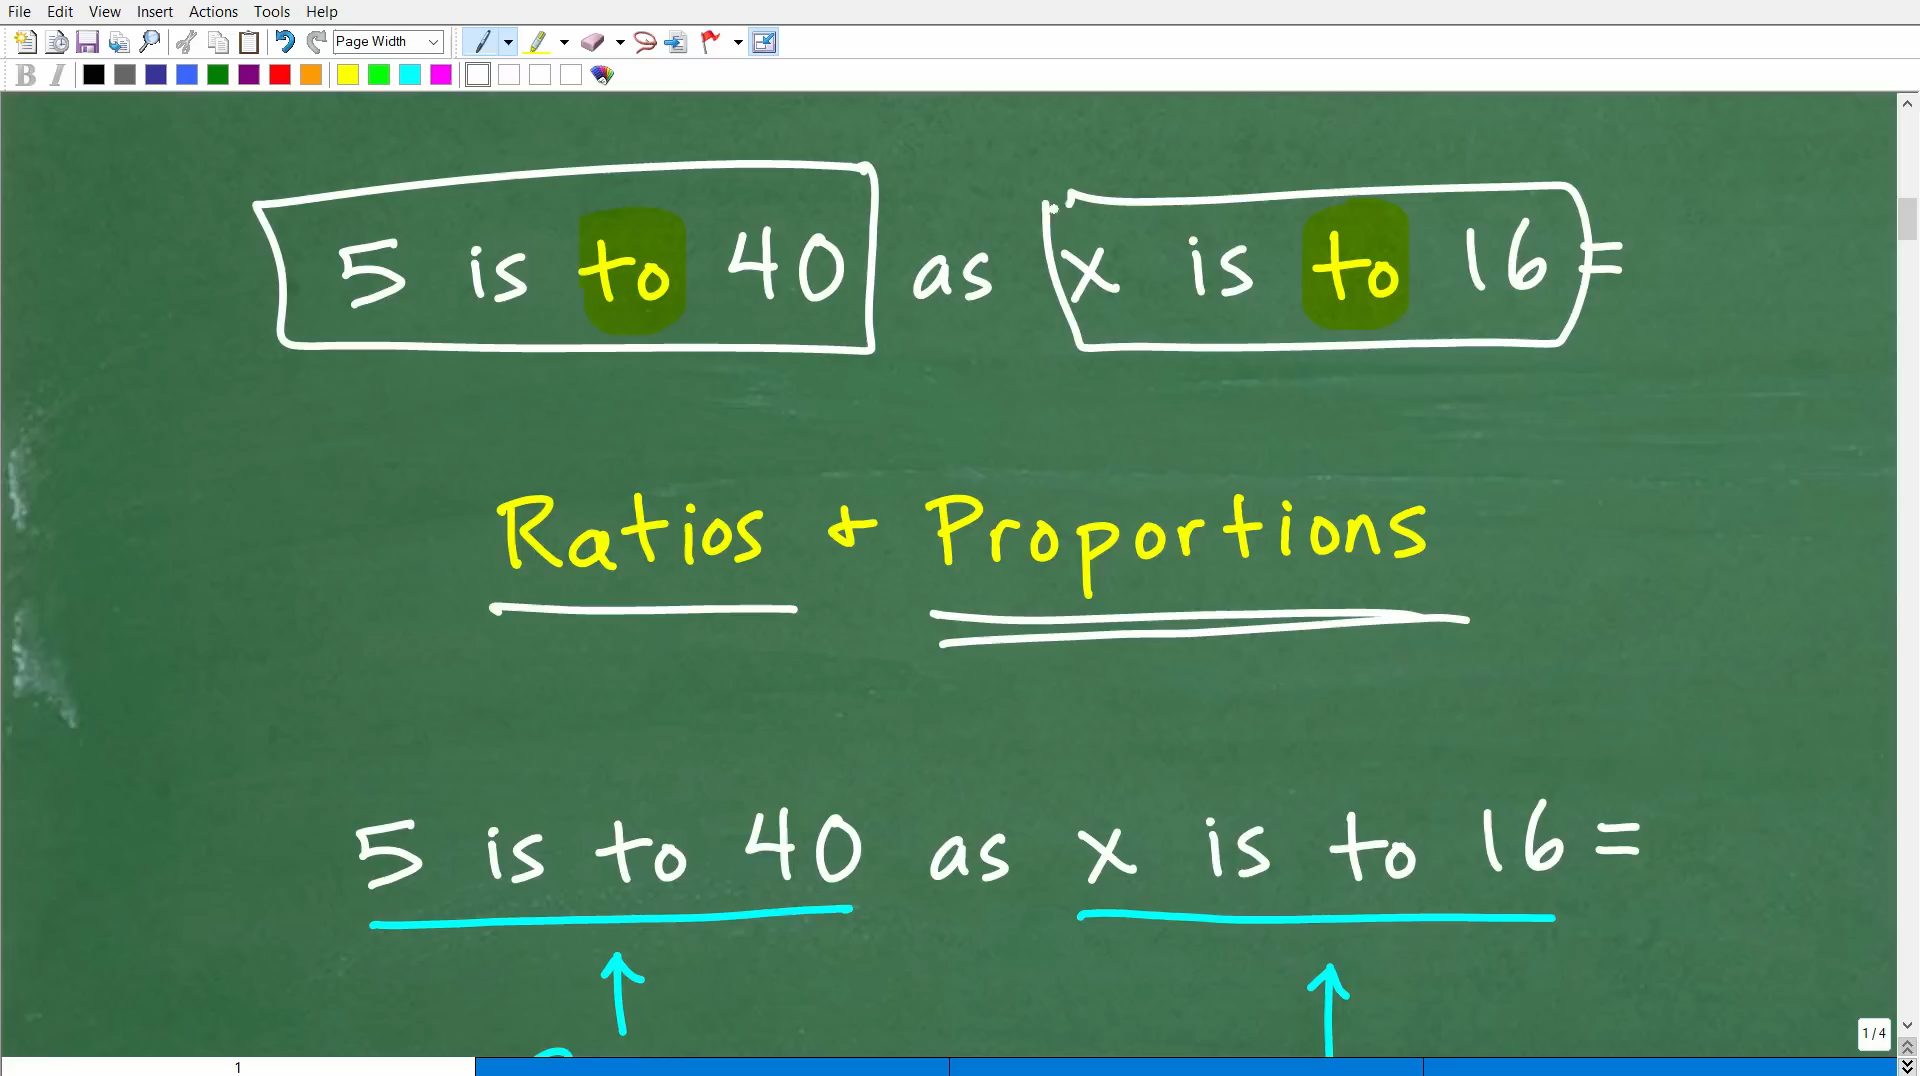 File Edit View Insert Actions Tools Help
Page Width
B I
5 is to 40 as x is to 16 =
Ratios + Proportions
5 is to 40 as x is to 16 =
1 / 4
1